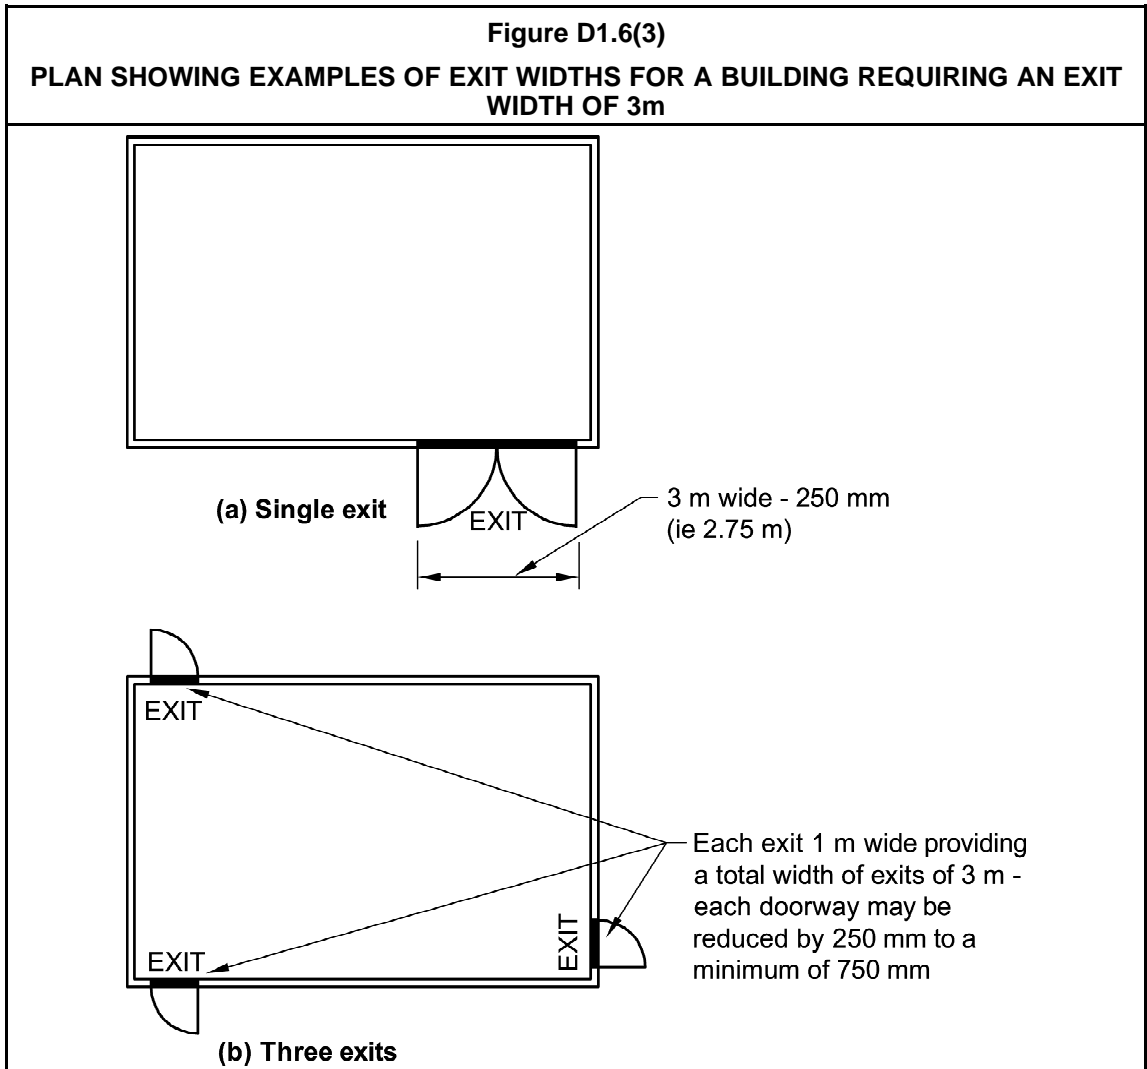 Figure D1.6(3)
PLAN SHOWING EXAMPLES OF EXIT WIDTHS FOR A BUILDING REQUIRING AN EXIT
WIDTH OF 3m
(a) Single exit
EXIT
3 m wide - 250 mm
(ie 2.75 m)
EXIT
EXIT
EXIT
Each exit 1 m wide providing
a total width of exits of 3 m -
each doorway may be
reduced by 250 mm to a
minimum of 750 mm
(b) Three exits